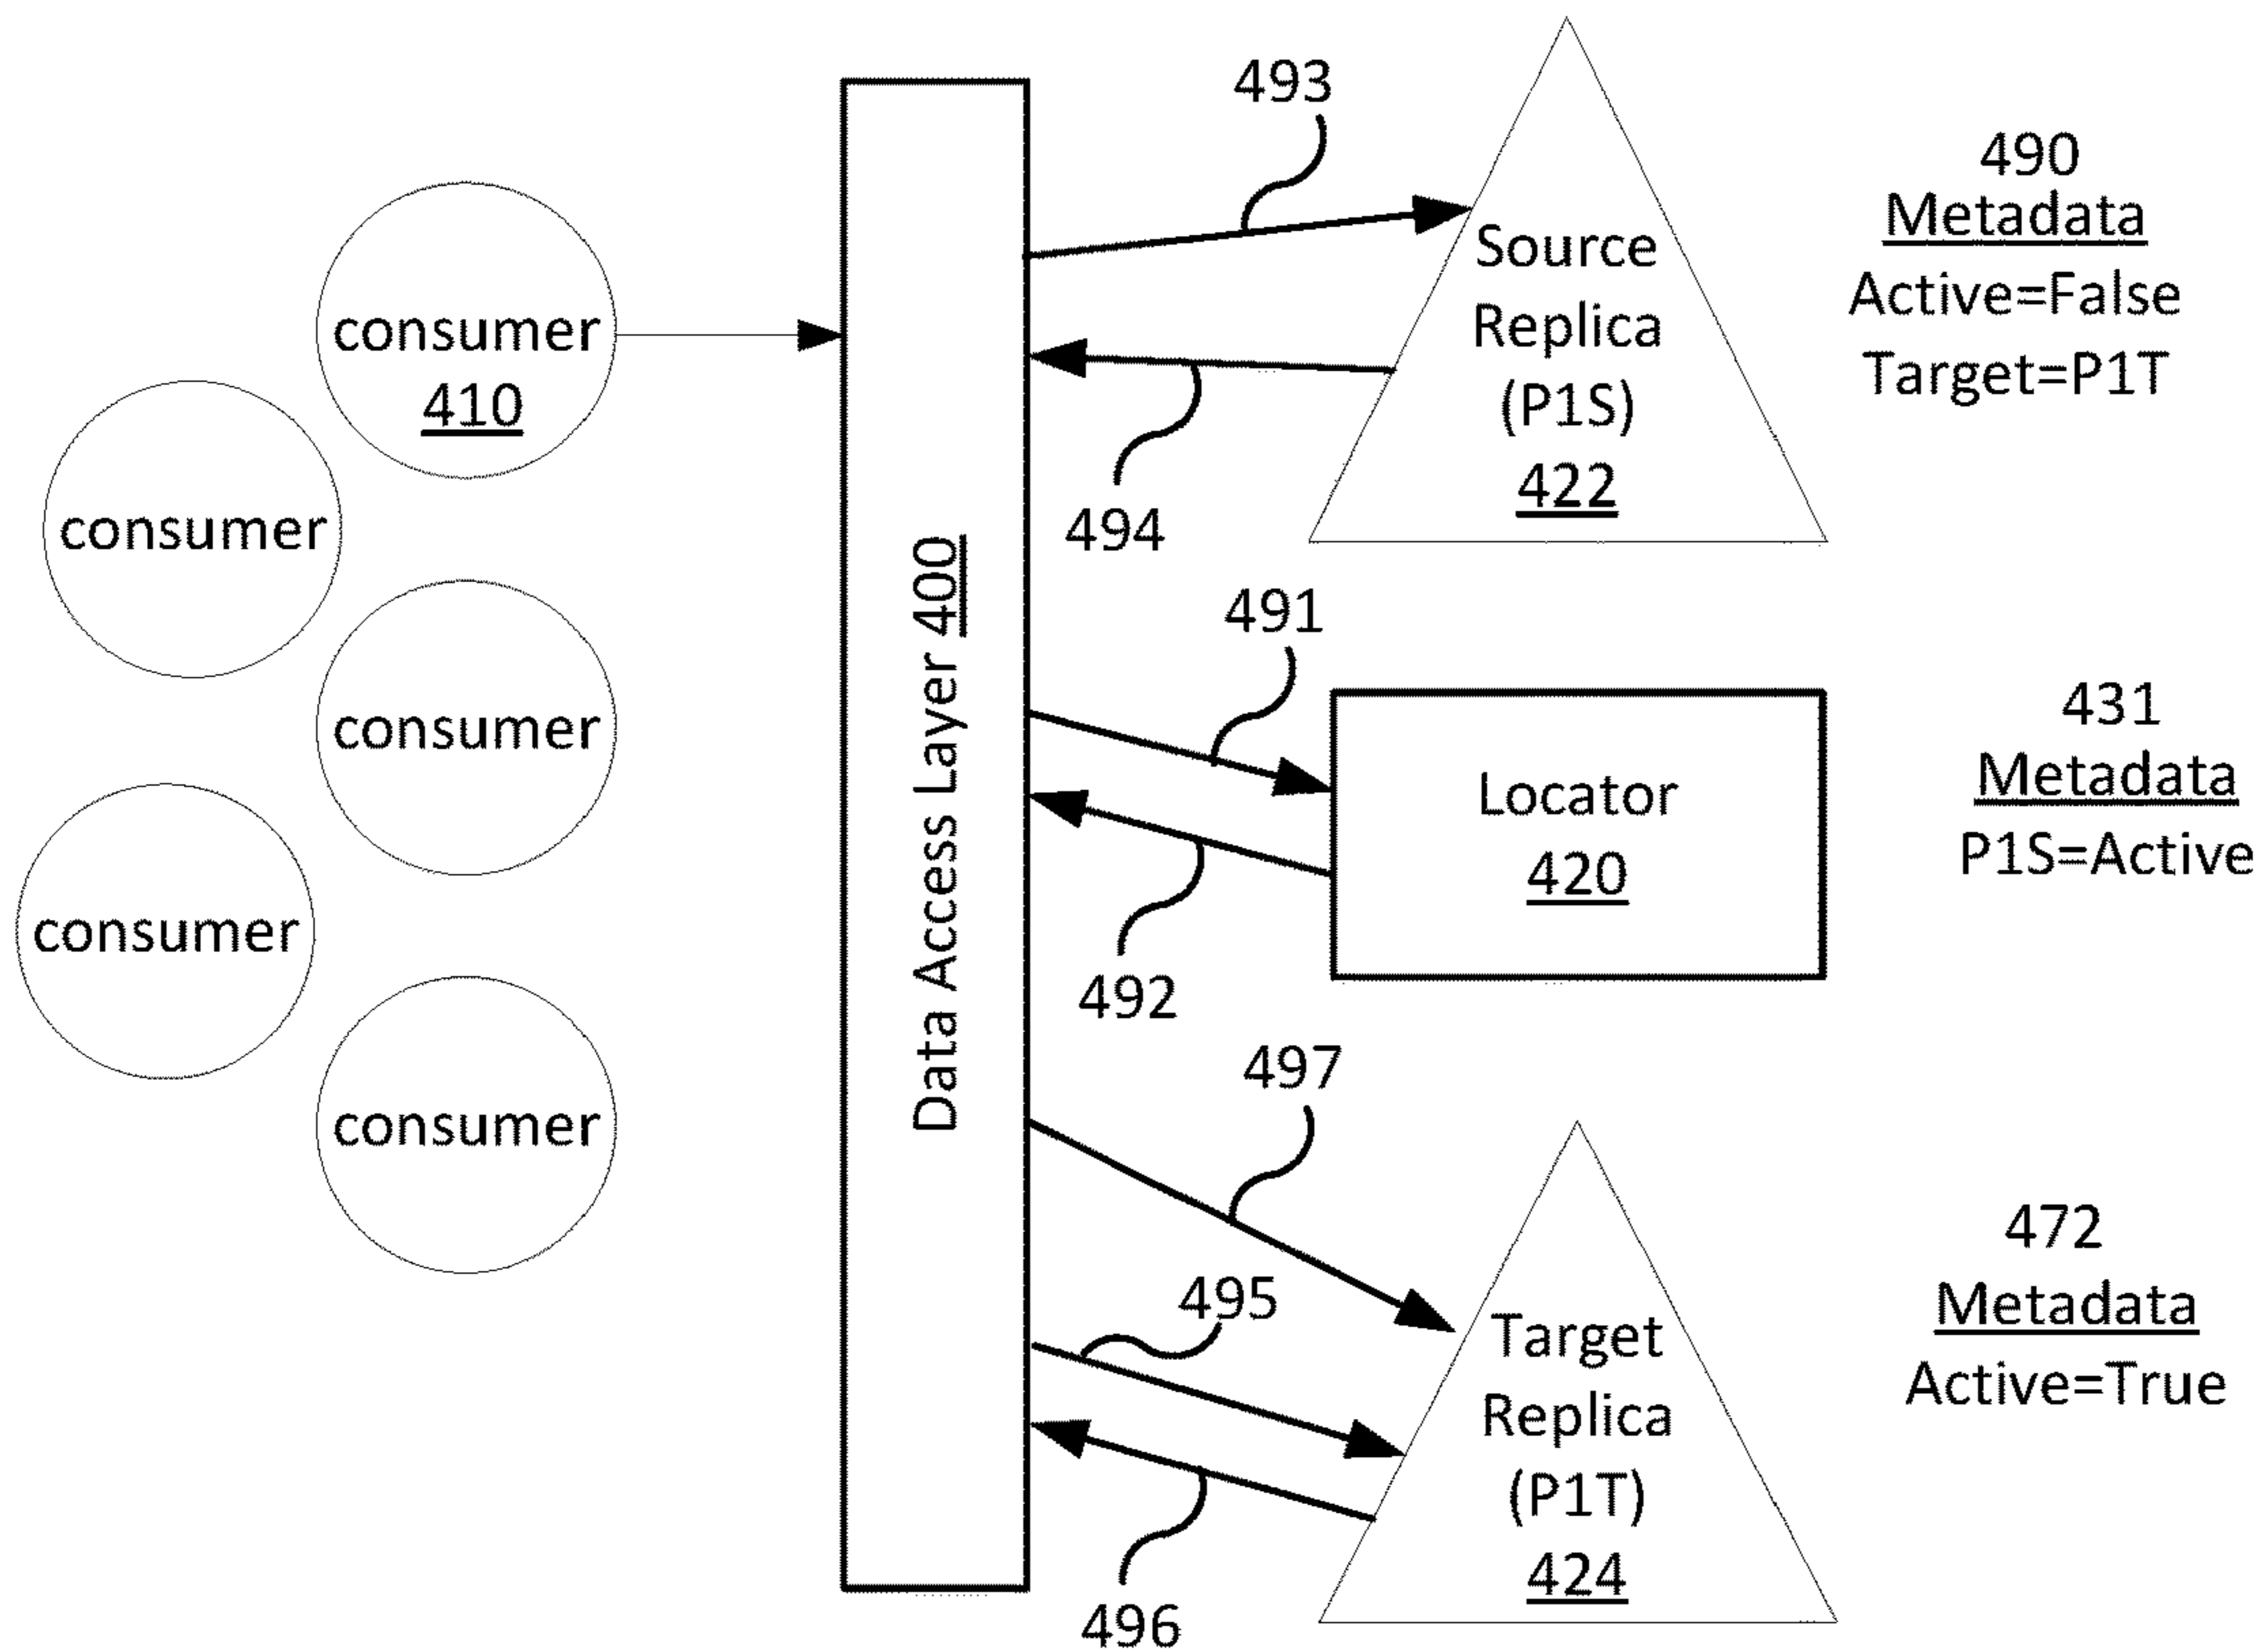 consumer
410
consumer
consumer
consumer
consumer
Data Access Layer 400
493
494
491
492
497
495
496
Source
Replica
(P1S)
422
490
Metadata
Active=False
Target=P1T
Locator
420
431
Metadata
P1S=Active
Target
Replica
(P1T)
424
472
Metadata
Active=True